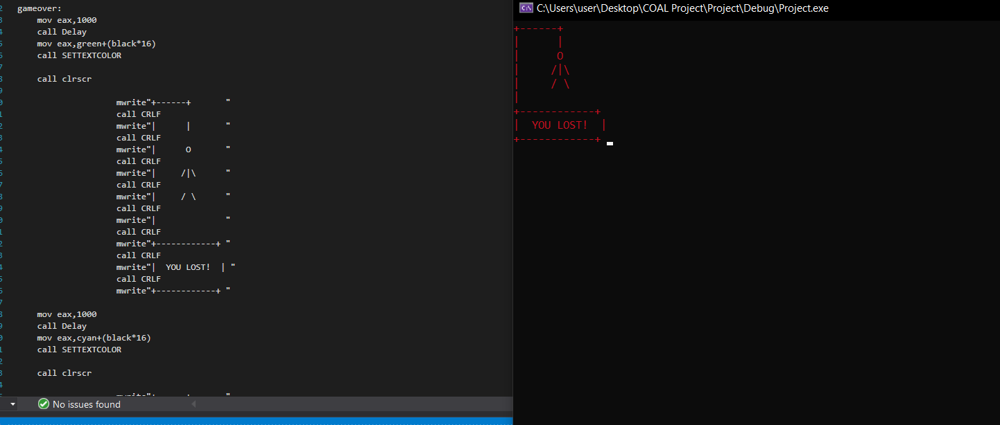 gameover:
    mov eax,1000
    call Delay
    mov eax,green+(black*16)
    call SETTEXTCOLOR
    call clrscr
                    mwrite"+------+       "
                    call CRLF
                    mwrite"|      |       "
                    call CRLF
                    mwrite"|      O       "
                    call CRLF
                    mwrite"|     /|\      "
                    call CRLF
                    mwrite"|     / \      "
                    call CRLF
                    mwrite"|              "
                    call CRLF
                    mwrite"+------------+ "
                    call CRLF
                    mwrite"|  YOU LOST!  | "
                    call CRLF
                    mwrite"+------------+ "
    mov eax,1000
    call Delay
    mov eax,cyan+(black*16)
    call SETTEXTCOLOR
    call clrscr
No issues found
C:\Users\user\Desktop\COAL Project\Project\Debug\Project.exe
+------+
|      |
|      O
|     /|\
|     / \
|
+------------+
|  YOU LOST!  |
+------------+